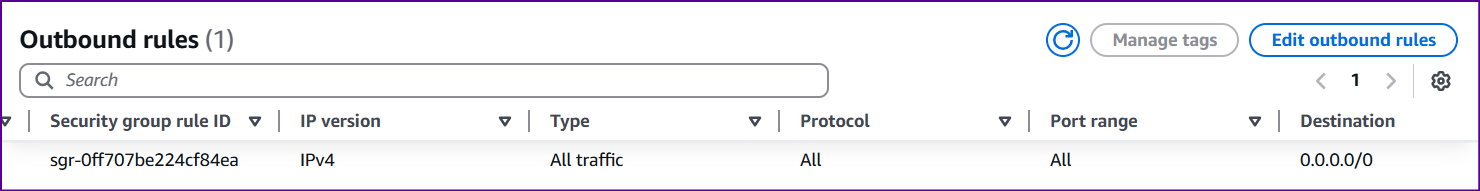 Outbound rules (1)
Manage tags
Edit outbound rules
Search
1
Security group rule ID IP version Type Protocol Port range Destination
sgr-0ff707be224cf84ea IPv4 All traffic All All 0.0.0.0/0